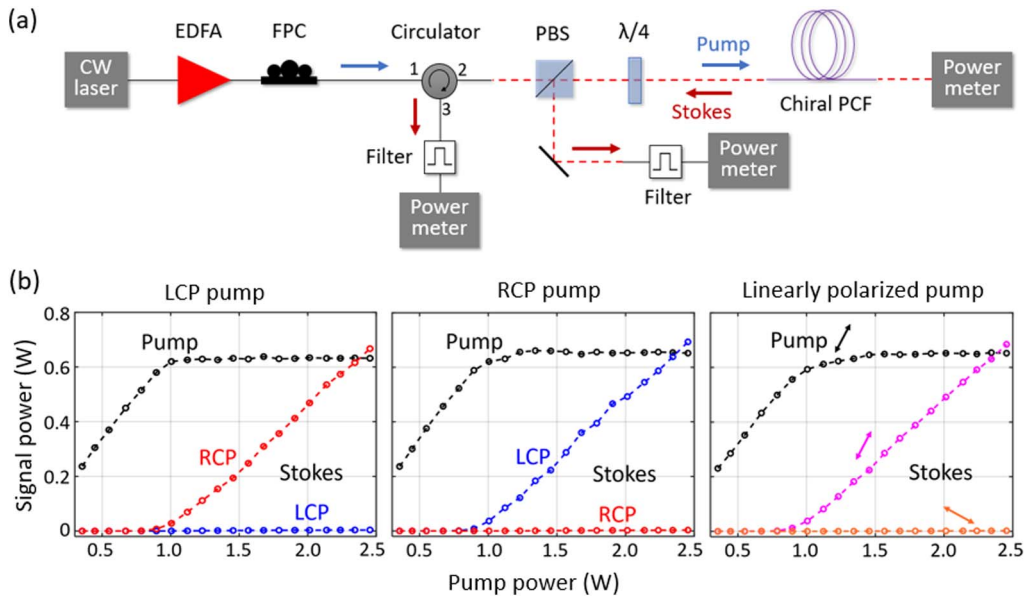 (a)
EDFA FPC Circulator PBS λ/4 Pump
CW
laser
1 2
3
Stokes
Chiral PCF
Power
meter
Filter
Power
meter
Filter
Power
meter
(b)
LCP pump RCP pump Linearly polarized pump
Signal power (W)
0.8
0.6
0.4
0.2
0
Pump
RCP
Stokes
LCP
0.5 1.0 1.5 2.0 2.5
Pump
LCP
Stokes
RCP
0.5 1.0 1.5 2.0 2.5
Pump
Stokes
0.5 1.0 1.5 2.0 2.5
Pump power (W)